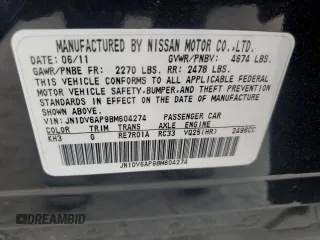 MANUFACTURED BY NISSAN MOTOR CO.,LTD.
DATE: 06/11 GVWR/PNBV: 4674 LBS.
GAWR/PNBE FR: 2270 LBS. RR: 2478 LBS.
THIS VEHICLE CONFORMS TO ALL APPLICABLE FEDERAL
MOTOR VEHICLE SAFETY,BUMPER,AND THEFT PREVENTION
STANDARDS IN EFFECT ON THE DATE OF MANUFACTURE
SHOWN ABOVE.
VIN: JN1DV6AP9BM604274 PASSENGER CAR
COLOR TRIM TRANS AXLE ENGINE
KH3 G RE7R01A RC33 VQ25(HR) 2496CC
JN1DV6AP9BM604274
© DREAMBID AUTO